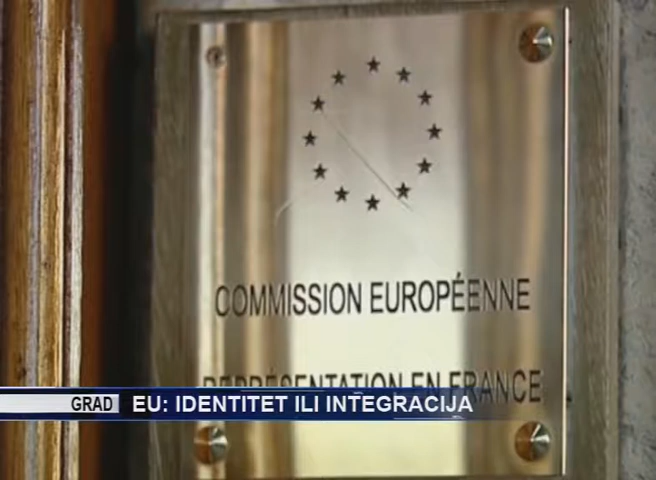 COMMISSION EUROPÉENNE
REPRÉSENTATION EN FRANCE
GRAD
EU: IDENTITET ILI INTEGRACIJA